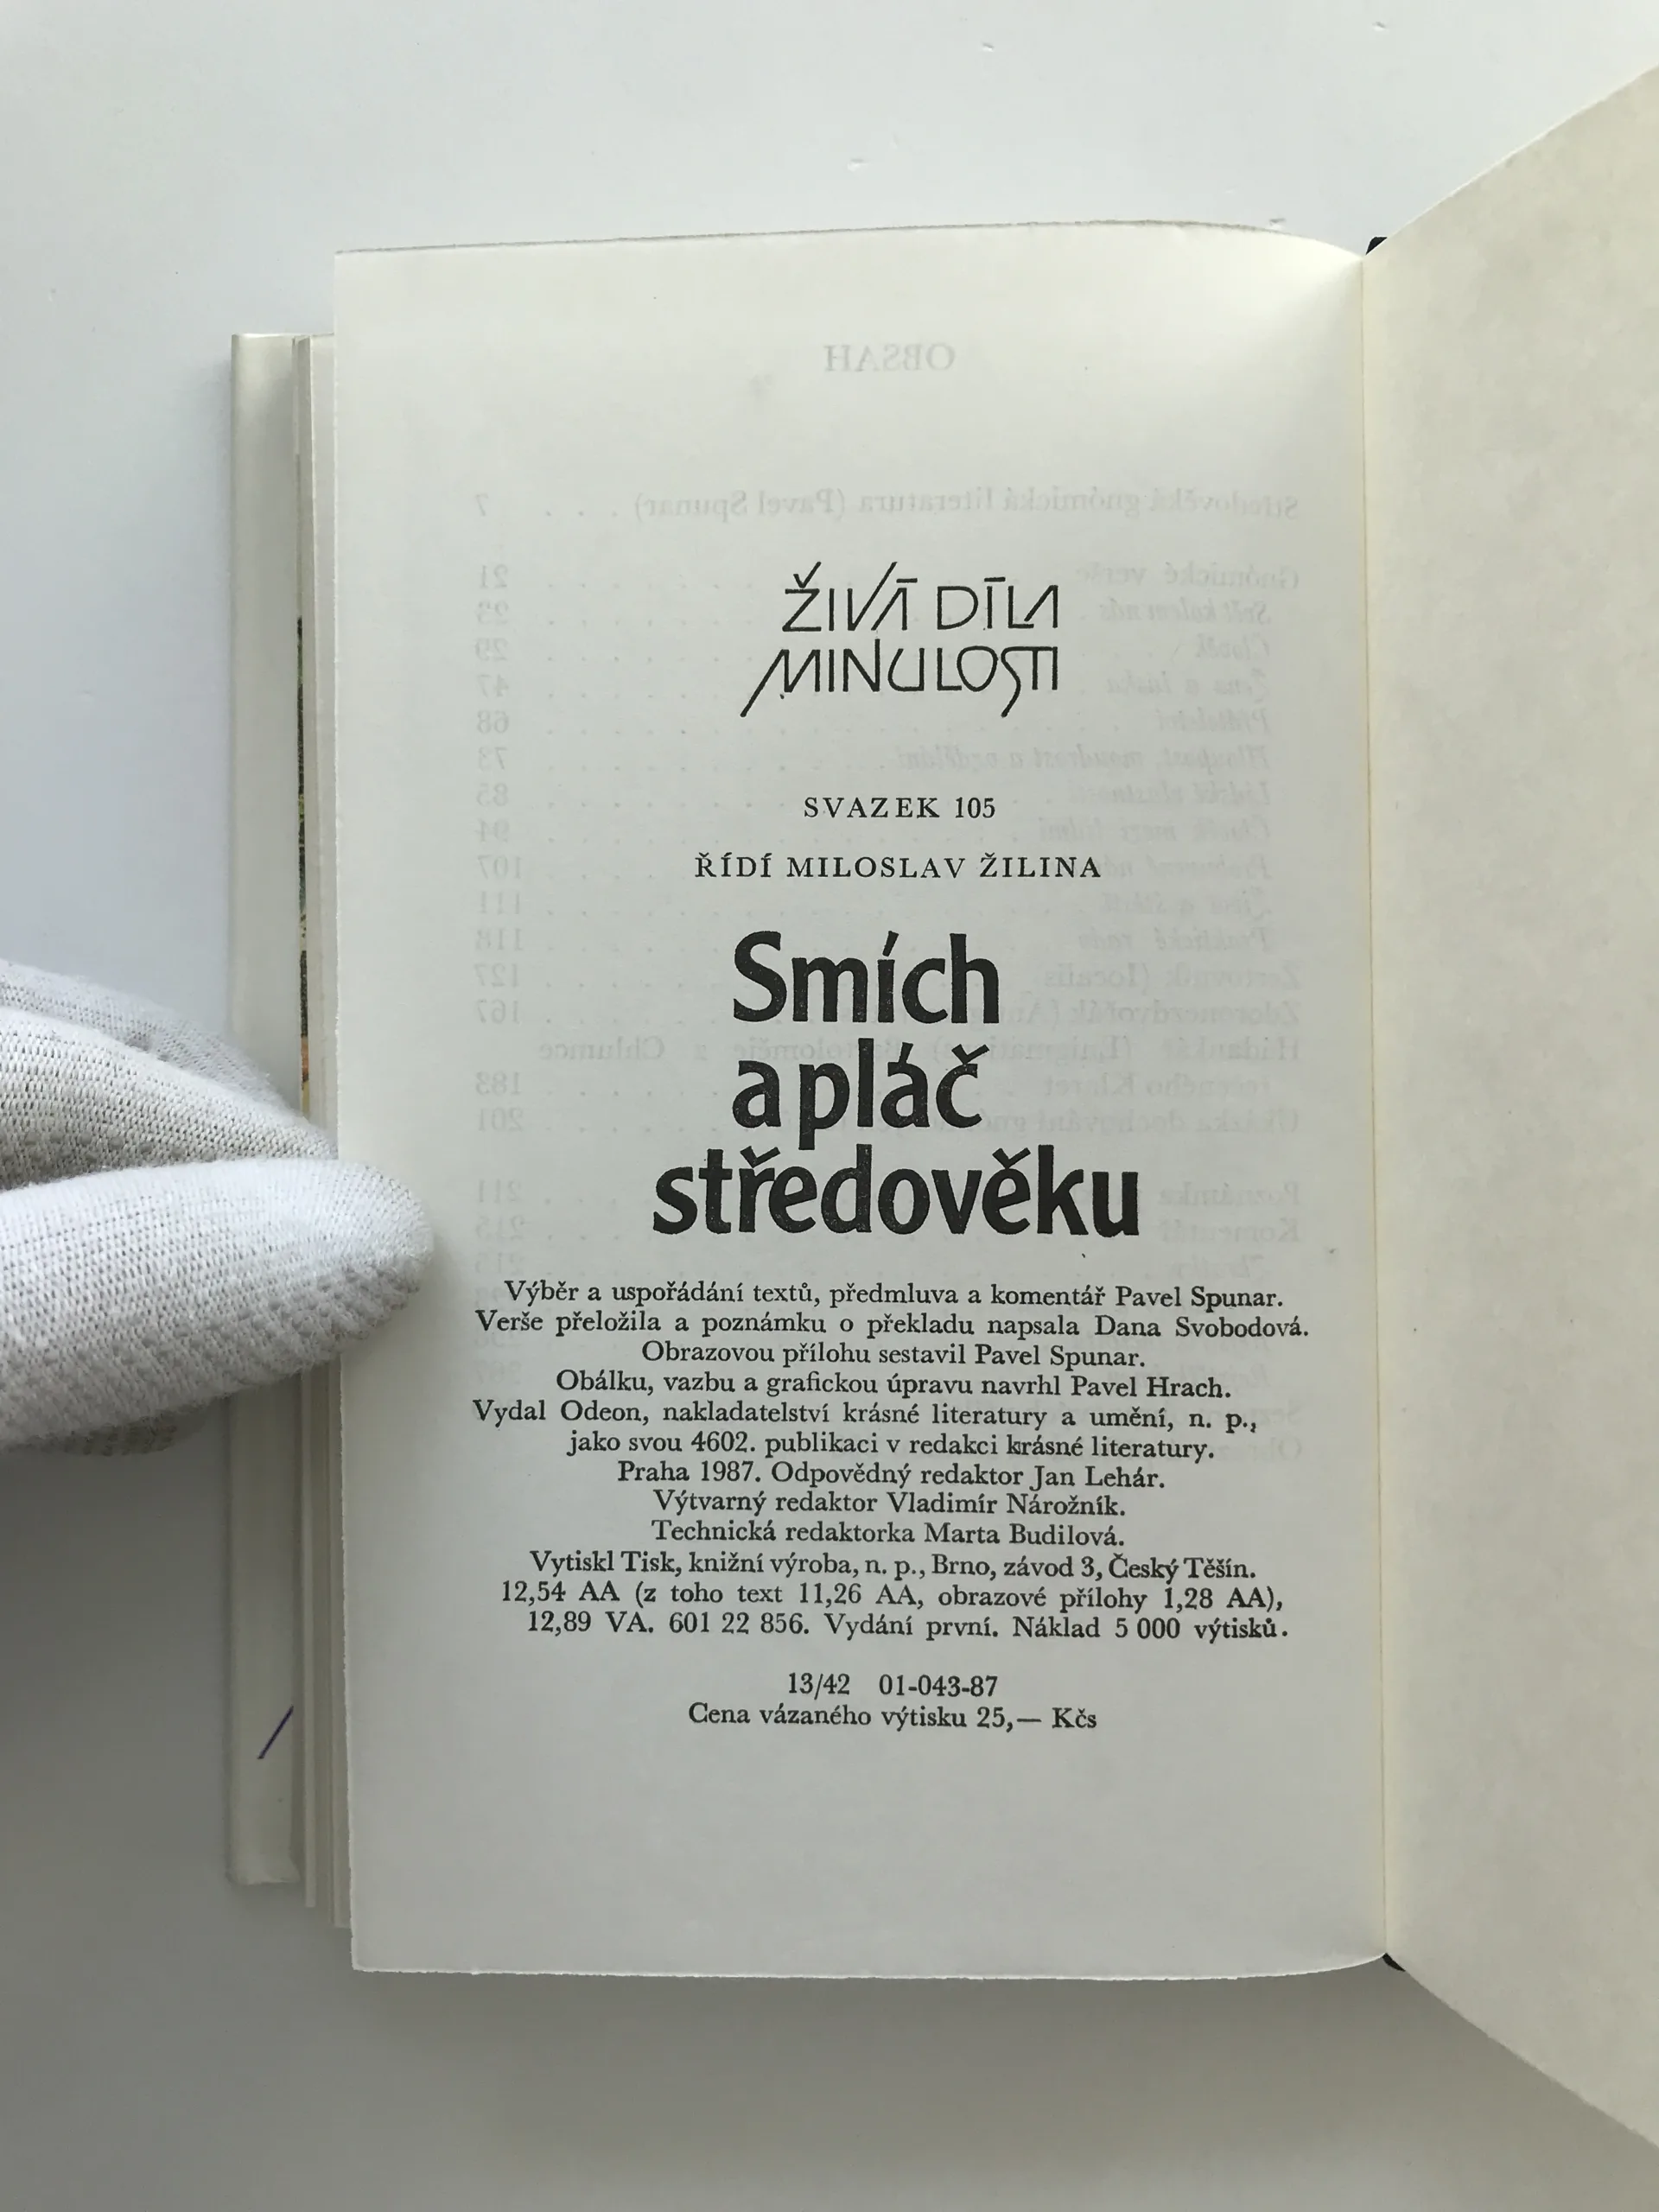 ŽIVÁ DÍLA
MINULOSTI
SVAZEK 105
ŘÍDÍ MILOSLAV ŽILINA
Smích
a pláč
středověku
Výběr a uspořádání textů, předmluva a komentář Pavel Spunar.
Verše přeložila a poznámku o překladu napsala Dana Svobodová.
Obrazovou přílohu sestavil Pavel Spunar.
Obálku, vazbu a grafickou úpravu navrhl Pavel Hrach.
Vydal Odeon, nakladatelství krásné literatury a umění, n. p.,
jako svou 4602. publikaci v redakci krásné literatury.
Praha 1987. Odpovědný redaktor Jan Lehár.
Výtvarný redaktor Vladimír Nárožník.
Technická redaktorka Marta Budilová.
Vytiskl Tisk, knižní výroba, n. p., Brno, závod 3, Český Těšín.
12,54 AA (z toho text 11,26 AA, obrazové přílohy 1,28 AA),
12,89 VA. 601 22 856. Vydání první. Náklad 5 000 výtisků.
13/42 01-043-87
Cena vázaného výtisku 25,— Kčs